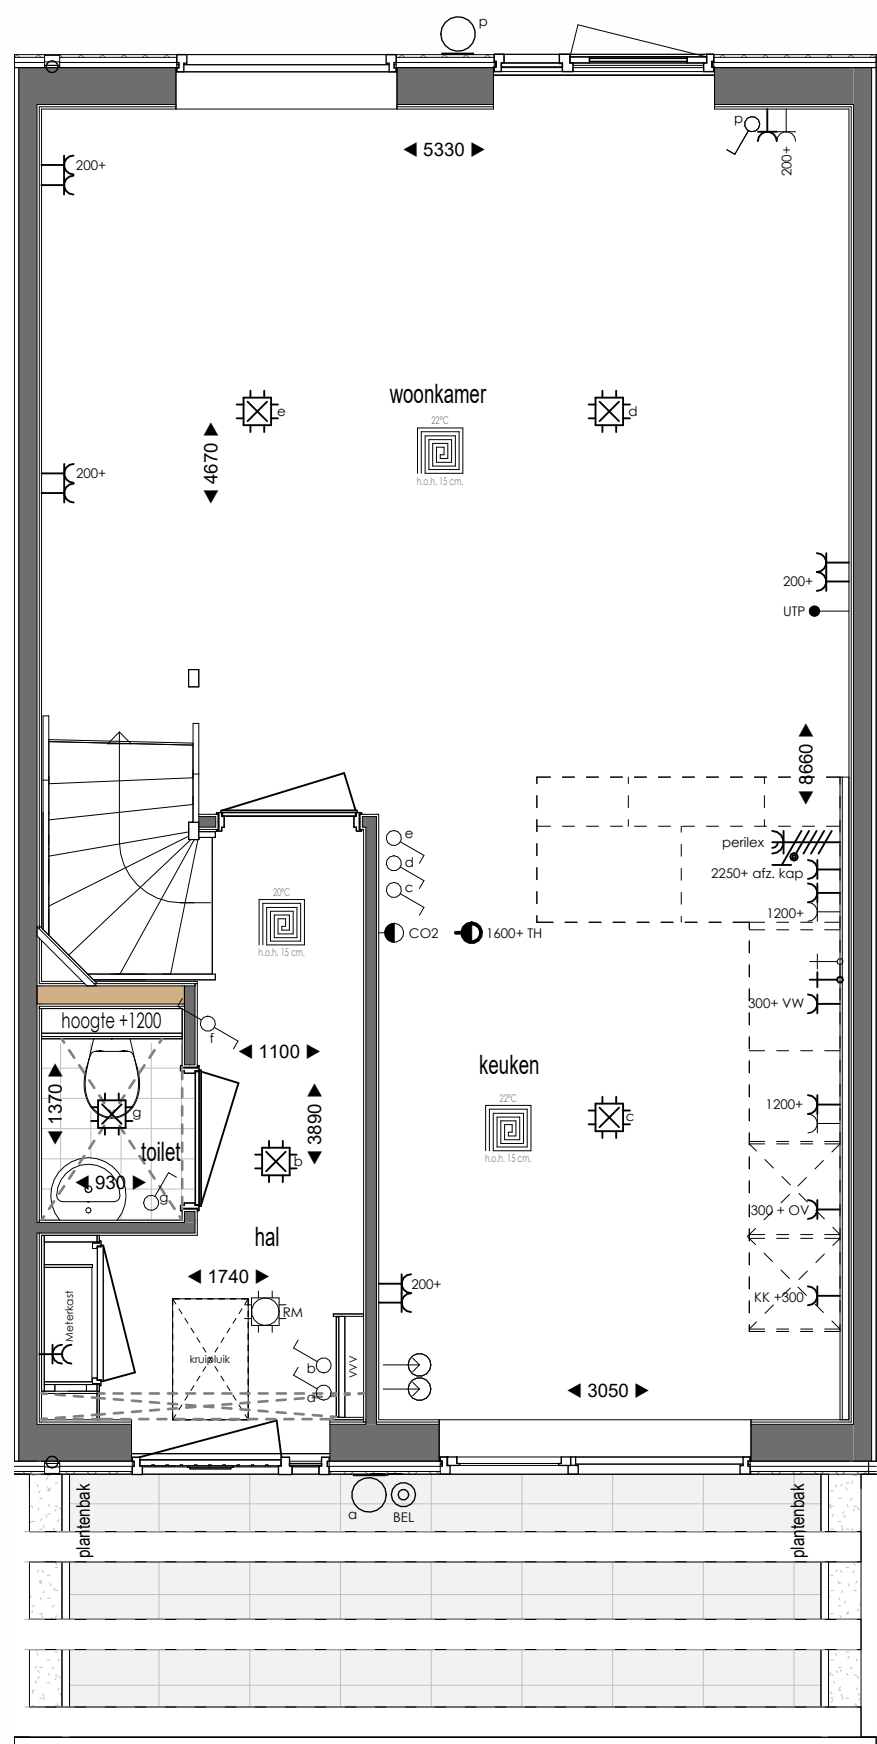 p
p
200+
200+
5330
woonkamer
22°C
h.o.h. 15 cm.
e
d
4670
200+
200+
UTP
8660
e
d
c
perilex
2250+ afz. kap
1200+
20°C
h.o.h. 15 cm.
CO2
1600+ TH
300+ VW
hoogte +1200
f
1100
keuken
22°C
h.o.h. 15 cm.
c
1370
g
3890
1200+
toilet
b
930
g
300 + OV
hal
1740
200+
KK +300
Meterkast
RM
kruipluik
b
a
VVV
3050
plantenbak
a
BEL
plantenbak